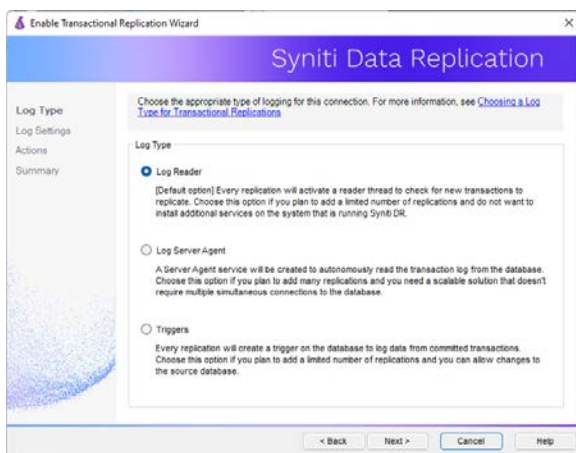 Enable Transactional Replication Wizard
Syniti Data Replication
Log Type
Log Settings
Actions
Summary
Choose the appropriate type of logging for this connection. For more information, see Choosing a Log
Type for Transactional Replications
Log Type
Log Reader
[Default option] Every replication will activate a reader thread to check for new transactions to
replicate. Choose this option if you plan to add a limited number of replications and do not want to
install additional services on the system that is running Syniti DR.
Log Server Agent
A Server Agent service will be created to autonomously read the transaction log from the database.
Choose this option if you plan to add many replications and you need a scalable solution that doesn't
require multiple simultaneous connections to the database.
Triggers
Every replication will create a trigger on the database to log data from committed transactions.
Choose this option if you plan to add a limited number of replications and you can allow changes to
the source database.
< Back
Next >
Cancel
Help